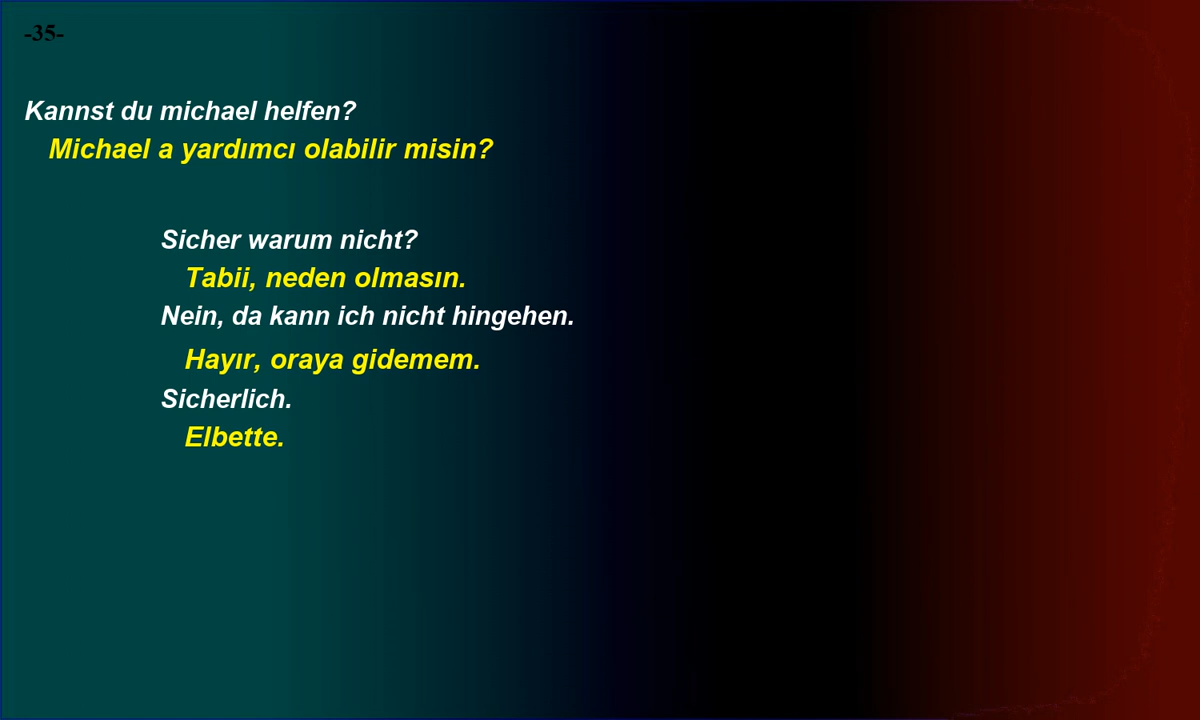 -35-
Kannst du michael helfen?
Michael a yardımcı olabilir misin?
Sicher warum nicht?
Tabii, neden olmasın.
Nein, da kann ich nicht hingehen.
Hayır, oraya gidemem.
Sicherlich.
Elbette.